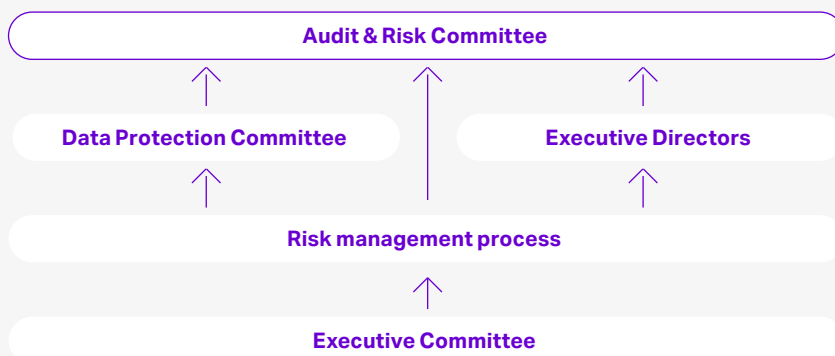 Audit & Risk Committee
Data Protection Committee
Executive Directors
Risk management process
Executive Committee